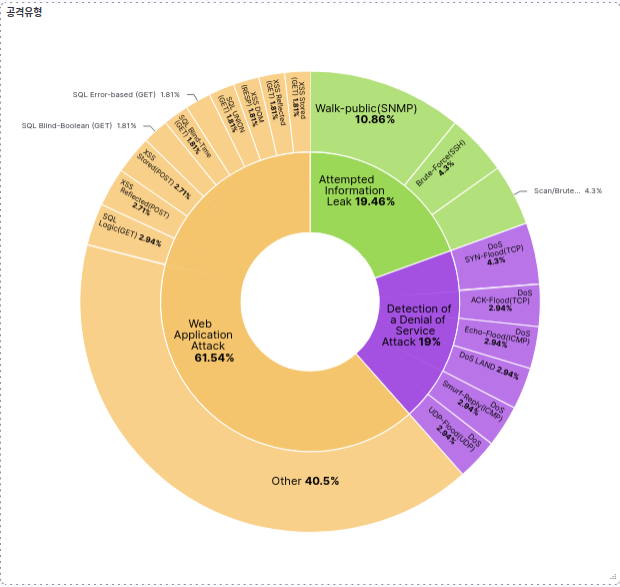 공격유형
Walk-public(SNMP)
10.86%
Brute-Force(SSH)
4.3%
Scan/Brute... 4.3%
Attempted
Information
Leak 19.46%
DoS
SYN-Flood(TCP)
4.3%
DoS
ACK-Flood(TCP)
2.94%
DoS
Echo-Flood(ICMP)
2.94%
DoS LAND 2.94%
DoS
Smurf-Reply(ICMP)
2.94%
DoS
UDP-Flood(UDP)
2.94%
Detection of
a Denial of
Service
Attack 19%
Other 40.5%
Web
Application
Attack
61.54%
SQL
Logic(GET) 2.94%
XSS
Reflected(POST)
2.71%
XSS
Stored(POST) 2.71%
SQL Blind-Boolean (GET) 1.81%
SQL Blind-Time
(GET) 1.81%
SQL Error-based (GET) 1.81%
SQL UNION
(GET) 1.81%
XSS DOM
(RESP) 1.81%
XSS Reflected
(GET) 1.81%
XSS Stored
(GET) 1.81%